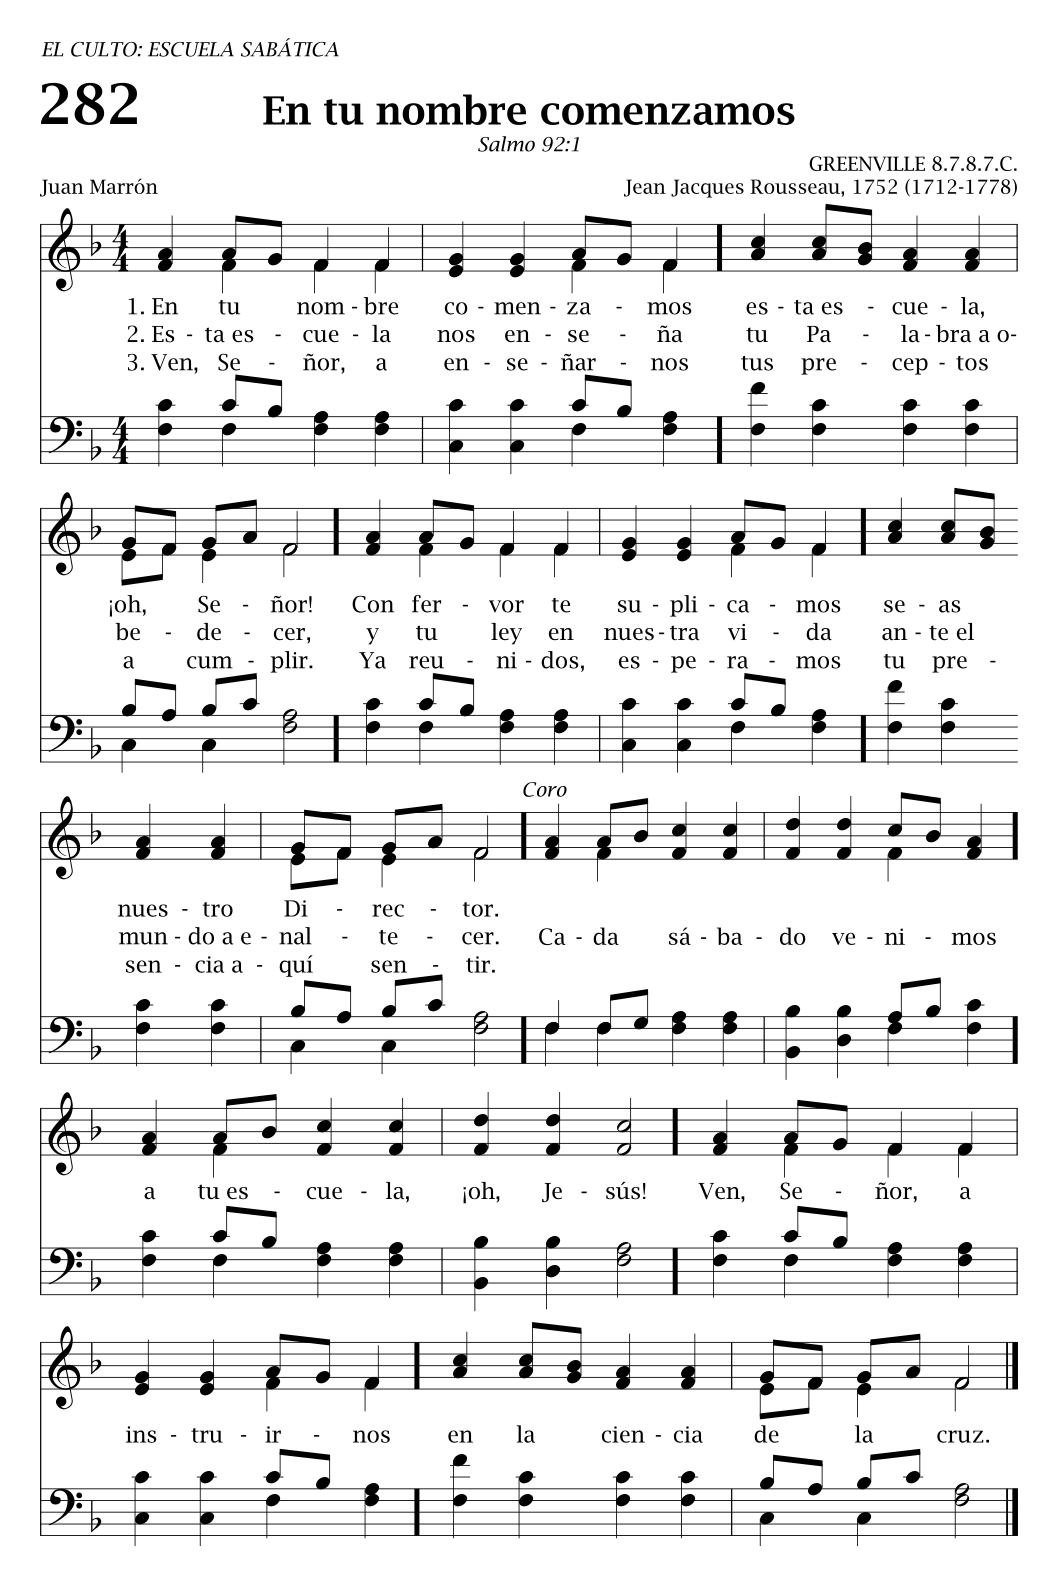 EL CULTO: ESCUELA SABÁTICA
282
En tu nombre comenzamos
Salmo 92:1
GREENVILLE 8.7.8.7.C.
Juan Marrón
Jean Jacques Rousseau, 1752 (1712-1778)
1. En tu nom - bre co - men - za - mos es - ta es - cue - la,
2. Es - ta es - cue - la nos en - se - ña tu Pa - la - bra a o-
3. Ven, Se - ñor, a en - se - ñar - nos tus pre - cep - tos
¡oh, Se - ñor! Con fer - vor te su - pli - ca - mos se - as
be - de - cer, y tu ley en nues - tra vi - da an - te el
a cum - plir. Ya reu - ni - dos, es - pe - ra - mos tu pre -
Coro
nues - tro Di - rec - tor.
mun - do a e - nal - te - cer. Ca - da sá - ba - do ve - ni - mos
sen - cia a - quí sen - tir.
a tu es - cue - la, ¡oh, Je - sús! Ven, Se - ñor, a
ins - tru - ir - nos en la cien - cia de la cruz.